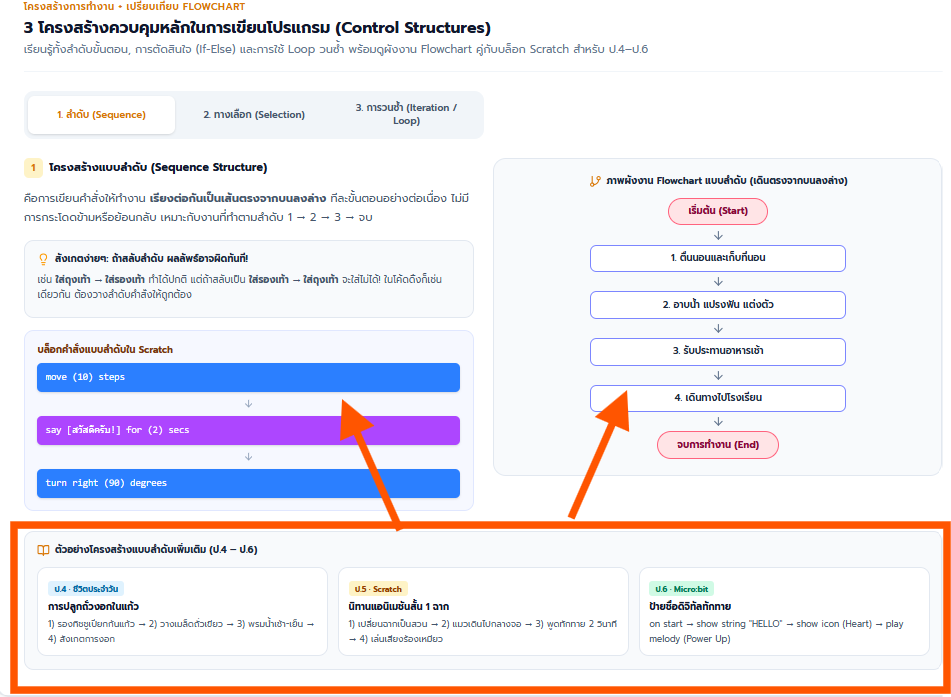 โครงสร้างการทำงาน • เปรียบเทียบ FLOWCHART
3 โครงสร้างควบคุมหลักในการเขียนโปรแกรม (Control Structures)
เรียนรู้ทั้งลำดับขั้นตอน, การตัดสินใจ (If-Else) และการใช้ Loop วนซ้ำ พร้อมดูผังงาน Flowchart คู่กับบล็อก Scratch สำหรับ ป.4–ป.6
1. ลำดับ (Sequence)
2. ทางเลือก (Selection)
3. การวนซ้ำ (Iteration /
Loop)
1 โครงสร้างแบบลำดับ (Sequence Structure)
คือการเขียนคำสั่งให้ทำงาน เรียงต่อกันเป็นเส้นตรงจากบนลงล่าง ทีละขั้นตอนอย่างต่อเนื่อง ไม่มี
การกระโดดข้ามหรือย้อนกลับ เหมาะกับงานที่ทำตามลำดับ 1 → 2 → 3 → จบ
สังเกตง่ายๆ: ถ้าสลับลำดับ ผลลัพธ์อาจผิดทันที!
เช่น ใส่ถุงเท้า → ใส่รองเท้า ทำได้ปกติ แต่ถ้าสลับเป็น ใส่รองเท้า → ใส่ถุงเท้า จะใส่ไม่ได้! ในโค้ดดิ้งก็เช่น
เดียวกัน ต้องวางลำดับคำสั่งให้ถูกต้อง
บล็อกคำสั่งแบบลำดับใน Scratch
move (10) steps
↓
say [สวัสดีครับ!] for (2) secs
↓
turn right (90) degrees
ภาพผังงาน Flowchart แบบลำดับ (เดินตรงจากบนลงล่าง)
เริ่มต้น (Start)
↓
1. ตื่นนอนและเก็บที่นอน
↓
2. อาบน้ำ แปรงฟัน แต่งตัว
↓
3. รับประทานอาหารเช้า
↓
4. เดินทางไปโรงเรียน
↓
จบการทำงาน (End)
ตัวอย่างโครงสร้างแบบลำดับเพิ่มเติม (ป.4 – ป.6)
ป.4 · ชีวิตประจำวัน
การปลูกถั่วงอกในแก้ว
1) รองทิชชูเปียกก้นแก้ว → 2) วางเมล็ดถั่วเขียว → 3) พรมน้ำเช้า-เย็น →
4) สังเกตการงอก
ป.5 · Scratch
นิทานแอนิเมชันสั้น 1 ฉาก
1) เปลี่ยนฉากเป็นสวน → 2) แมวเดินไปกลางจอ → 3) พูดทักทาย 2 วินาที
→ 4) เล่นเสียงร้องเหมียว
ป.6 · Micro:bit
ป้ายชื่อดิจิทัลทักทาย
on start → show string "HELLO" → show icon (Heart) → play
melody (Power Up)